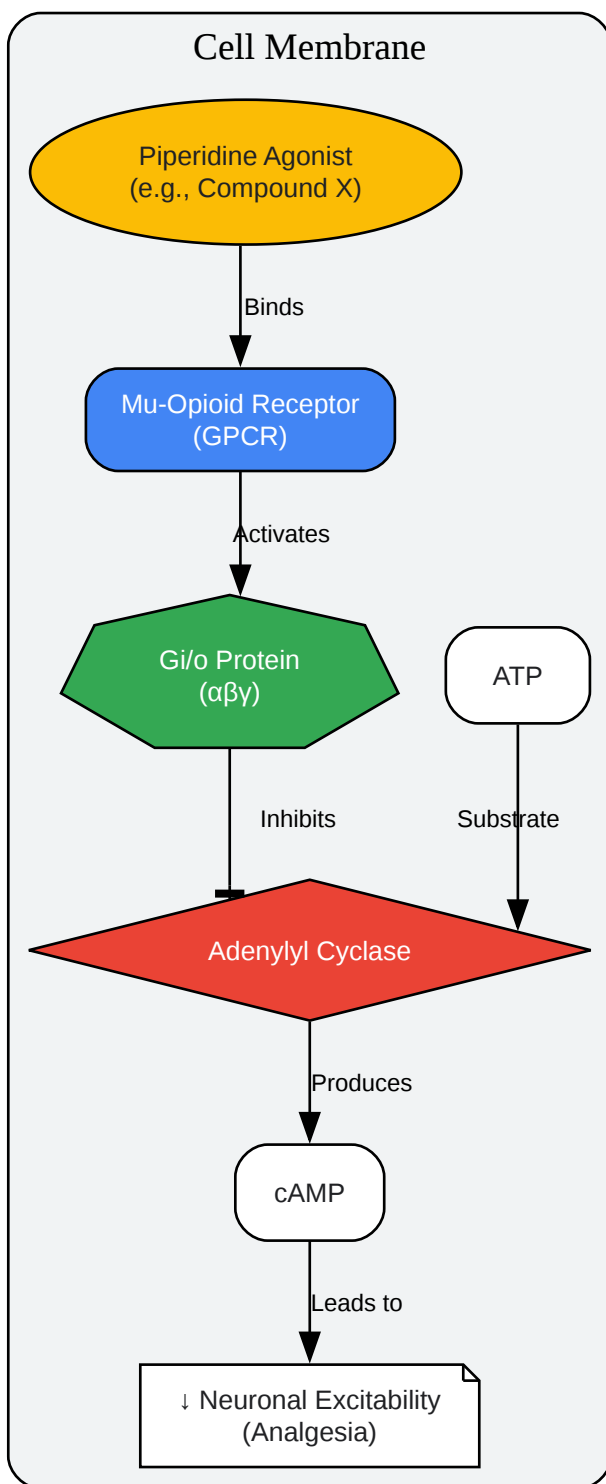 Cell Membrane
Piperidine Agonist
(e.g., Compound X)
Binds
Mu-Opioid Receptor
(GPCR)
Activates
Gi/o Protein
(αβγ)
ATP
Inhibits
Substrate
Adenylyl Cyclase
Produces
cAMP
Leads to
↓ Neuronal Excitability
(Analgesia)